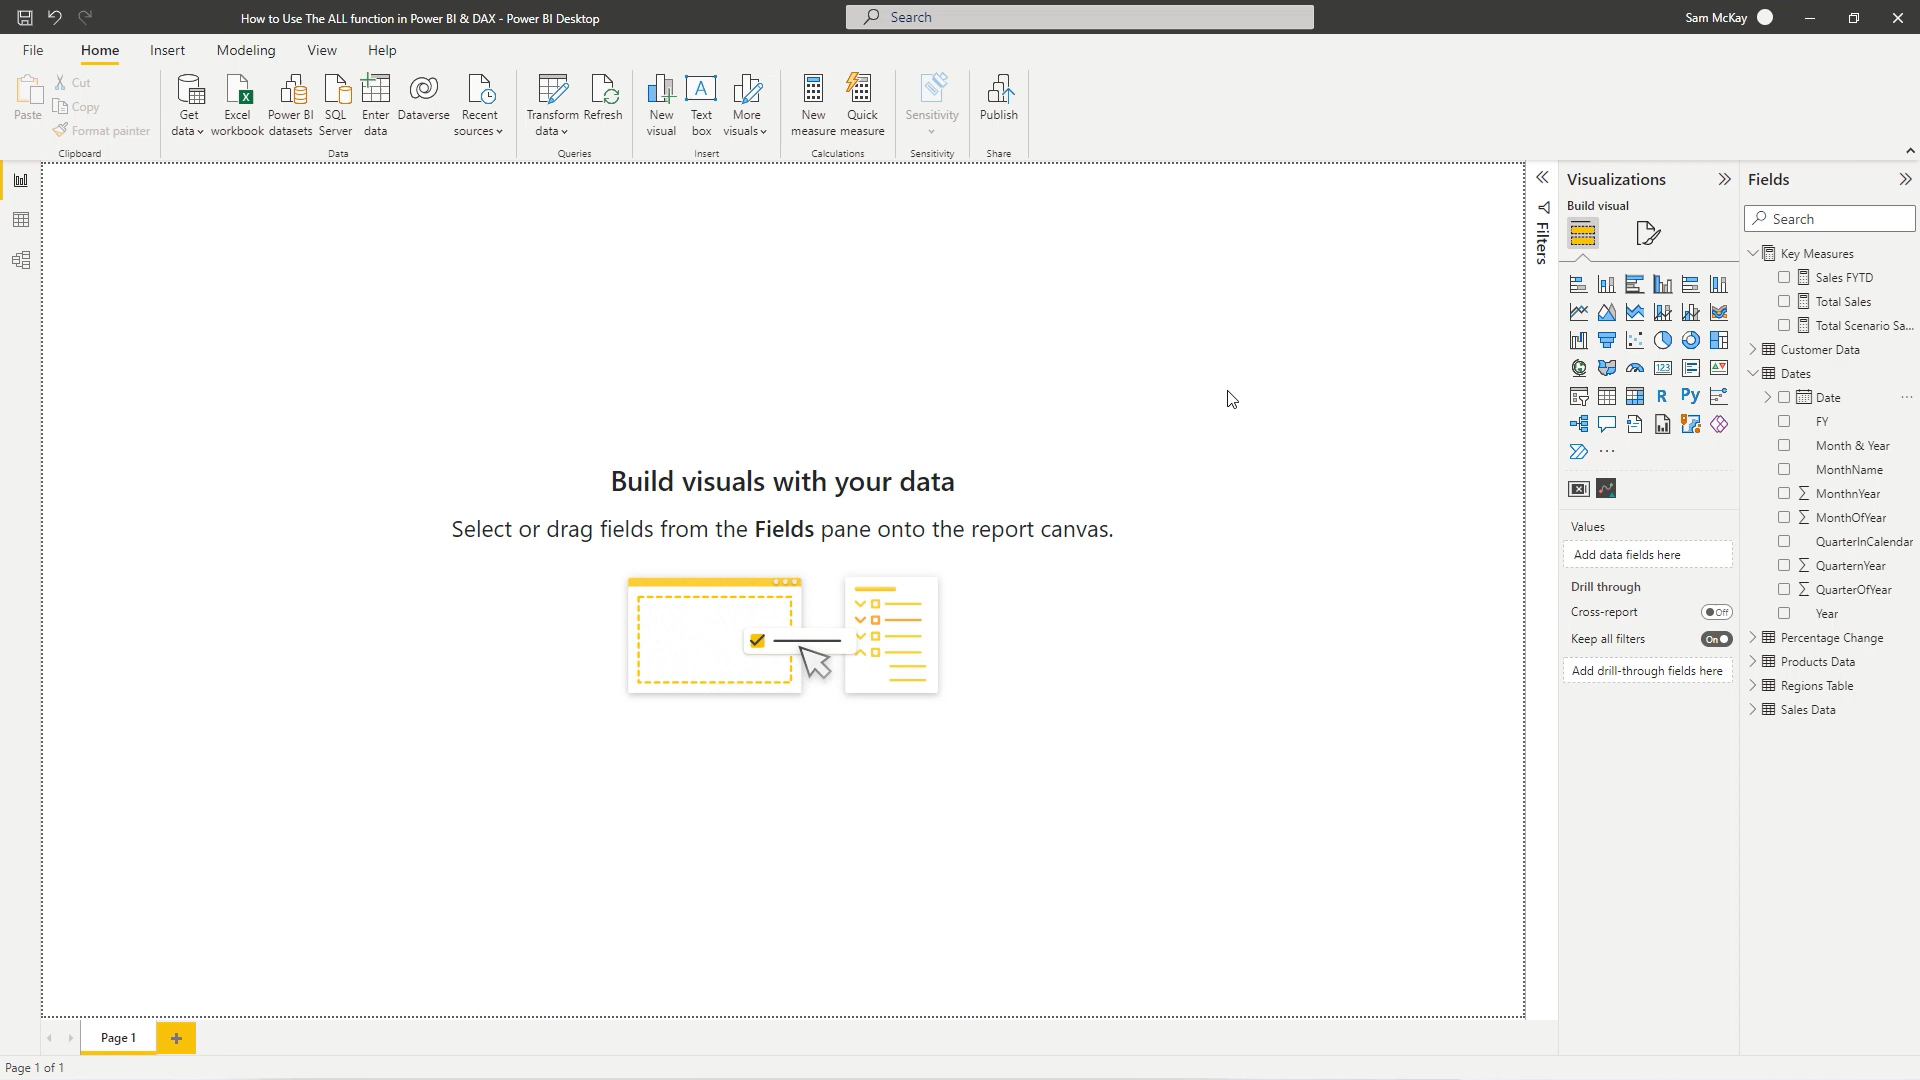 How to Use The ALL function in Power BI & DAX - Power BI Desktop
Search
Sam McKay
File
Home
Insert
Modeling
View
Help
Paste
Cut
Copy
Format painter
Clipboard
Get
data
Excel
workbook
Power BI
datasets
SQL
Server
Enter
data
Dataverse
Recent
sources
Data
Transform
data
Refresh
Queries
New
visual
A
Text
box
More
visuals
Insert
New
measure
Quick
measure
Calculations
Sensitivity
Sensitivity
Publish
Share
Build visuals with your data
Select or drag fields from the Fields pane onto the report canvas.
Filters
Visualizations
Build visual
123
R
Py
Values
Add data fields here
Drill through
Cross-report
Off
Keep all filters
On
Add drill-through fields here
Fields
Search
Key Measures
Sales FYTD
Total Sales
Total Scenario Sa...
Customer Data
Dates
Date
FY
Month & Year
MonthName
MonthnYear
MonthOfYear
QuarterInCalendar
QuarternYear
QuarterOfYear
Year
Percentage Change
Products Data
Regions Table
Sales Data
Page 1
Page 1 of 1